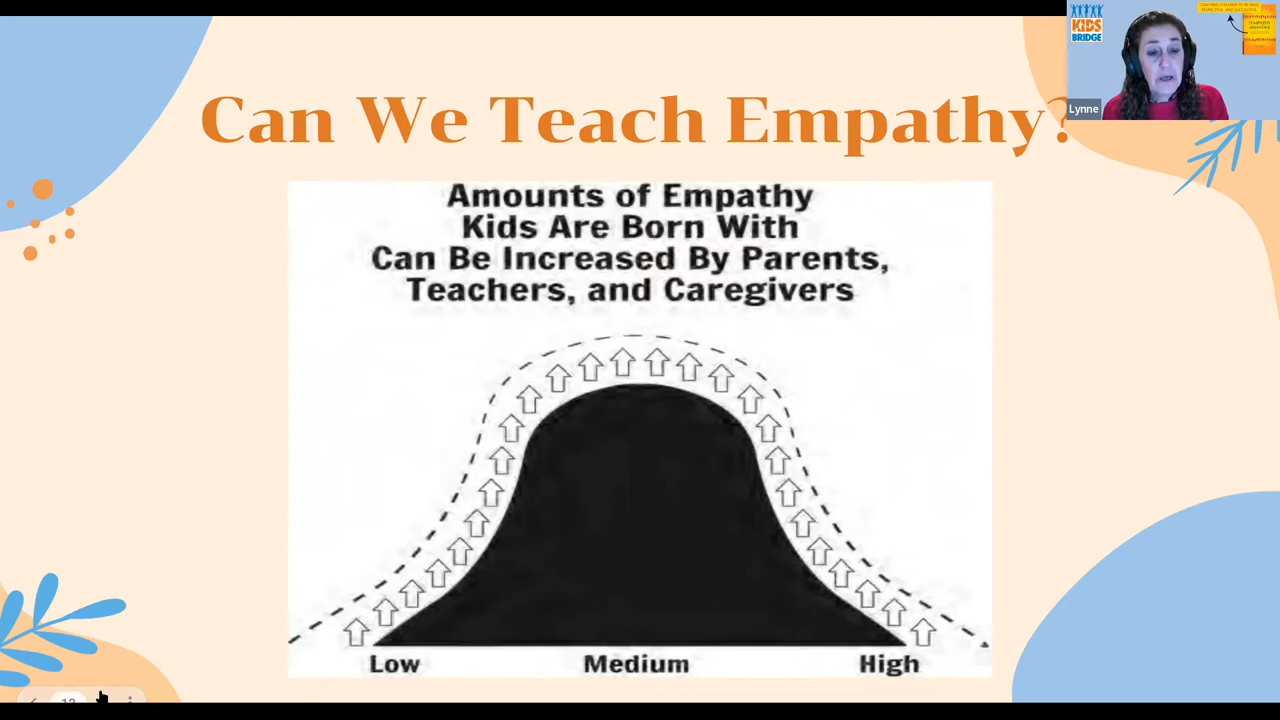 Can We Teach Empathy?
Amounts of Empathy
Kids Are Born With
Can Be Increased By Parents,
Teachers, and Caregivers
Low Medium High
KiDS
BRIDGE
Lynne
12